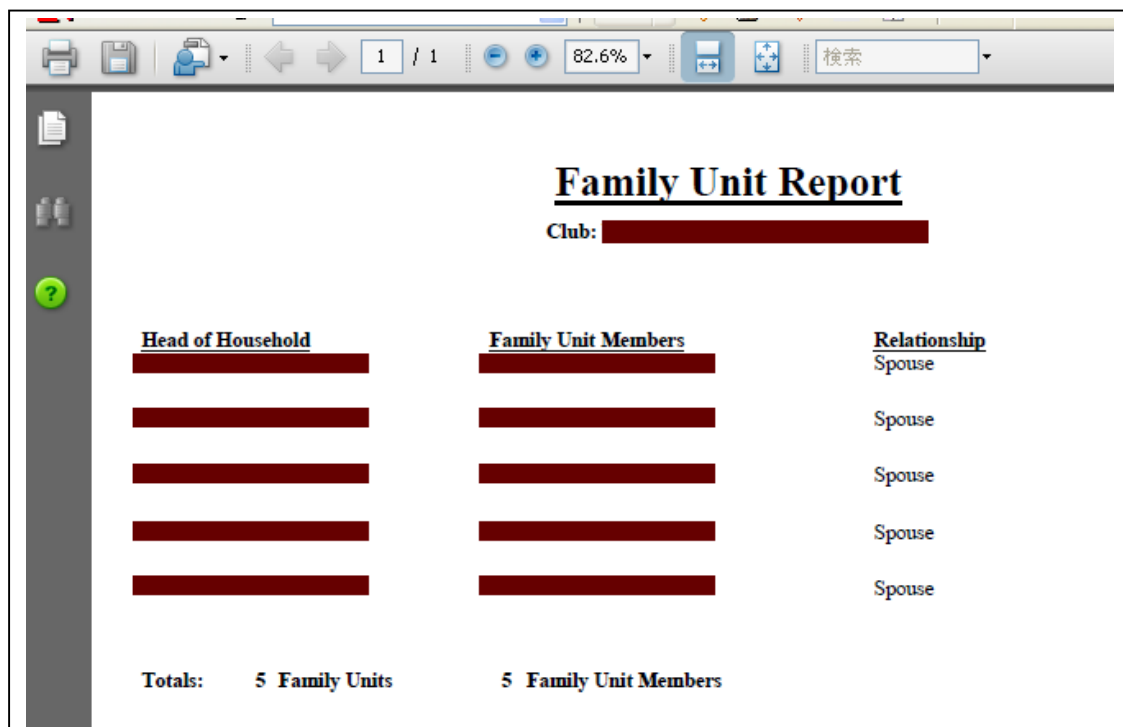 1 / 1 82.6% 検索
Family Unit Report
Club:
Head of Household Family Unit Members Relationship
Spouse
Spouse
Spouse
Spouse
Spouse
Totals: 5 Family Units 5 Family Unit Members